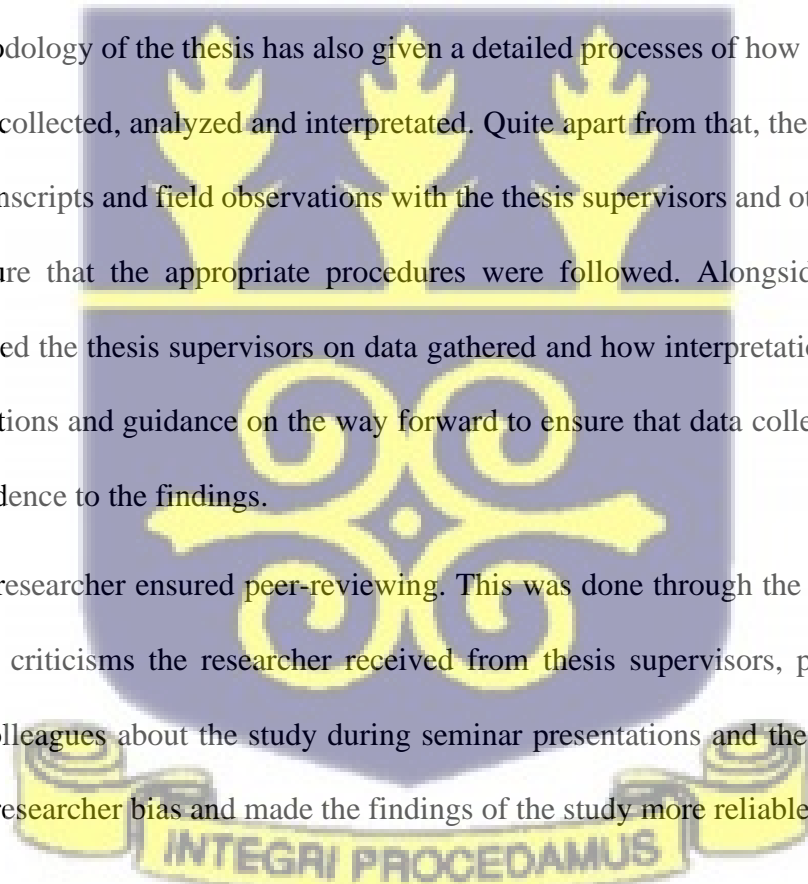 odology of the thesis has also given a detailed processes of how
collected, analyzed and interpretated. Quite apart from that, the
nscripts and field observations with the thesis supervisors and ot
ure that the appropriate procedures were followed. Alongsid
ed the thesis supervisors on data gathered and how interpretatio
tions and guidance on the way forward to ensure that data colle
dence to the findings.
researcher ensured peer-reviewing. This was done through the
criticisms the researcher received from thesis supervisors, p
olleagues about the study during seminar presentations and the
researcher bias and made the findings of the study more reliable
INTEGRI PROCEDAMUS